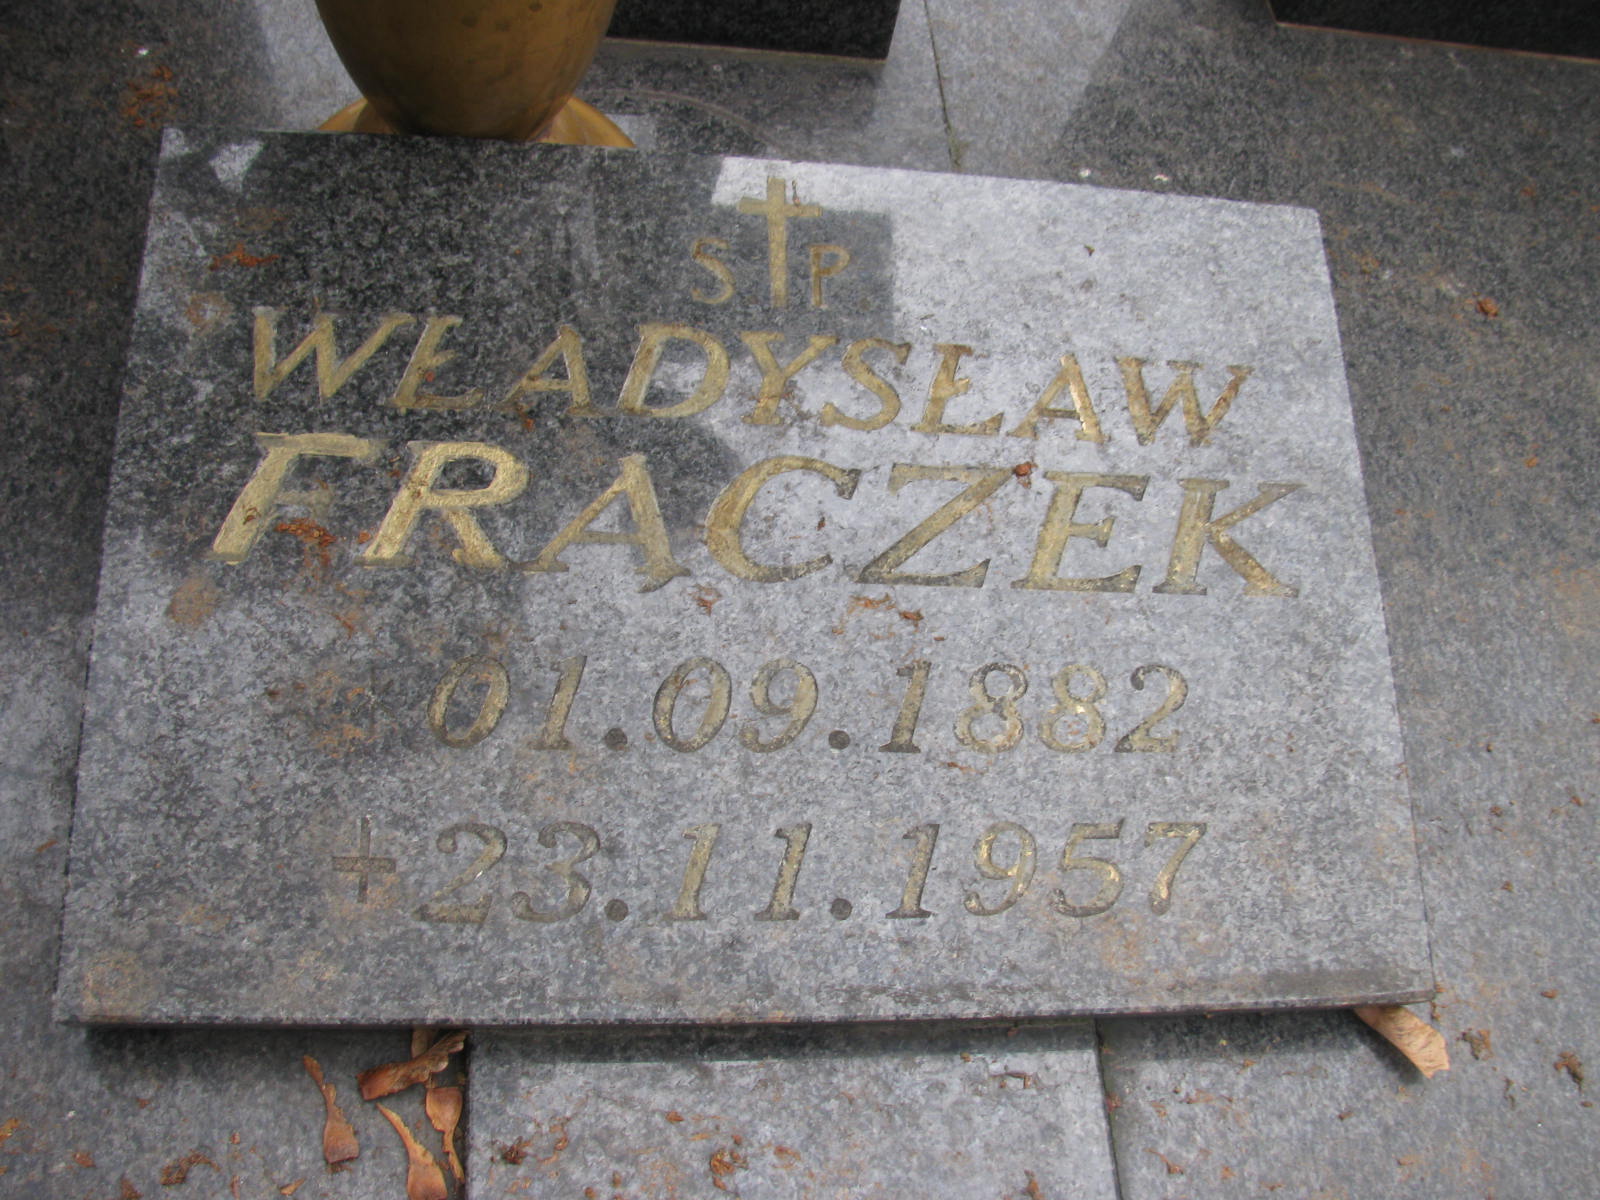 S P
WŁADYSŁAW
FRACZEK
01.09.1882
+ 23.11.1957